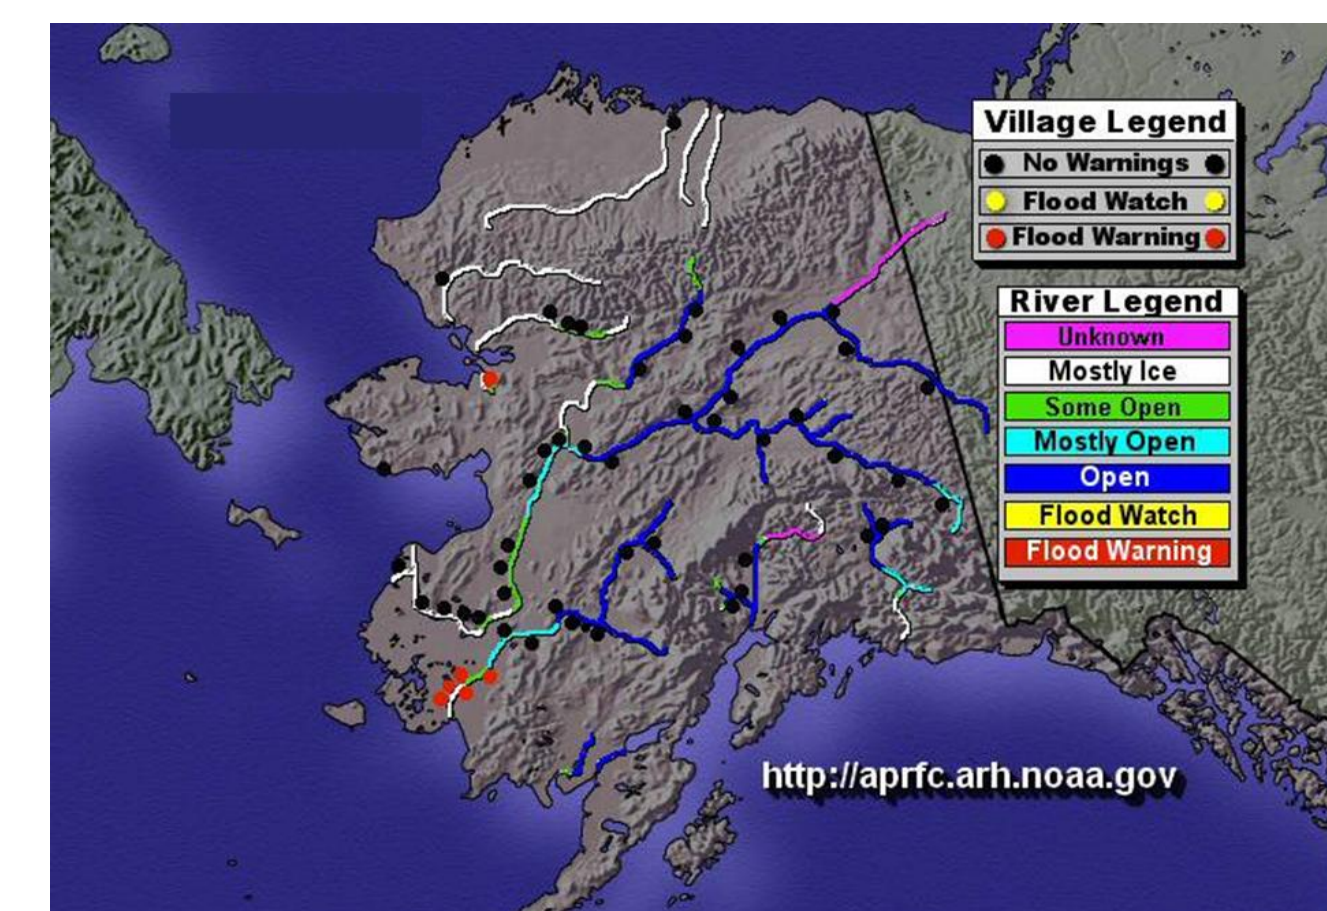 Village Legend
No Warnings
Flood Watch
Flood Warning
River Legend
Unknown
Mostly Ice
Some Open
Mostly Open
Open
Flood Watch
Flood Warning
http://aprfc.arh.noaa.gov